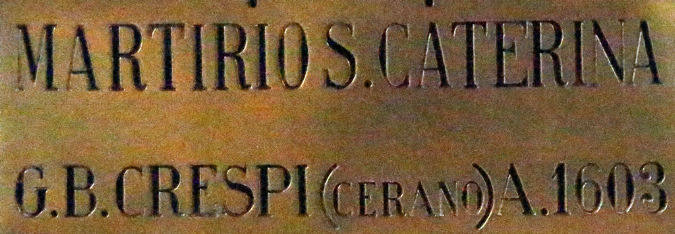 MARTIRIO S. CATERINA
G.B. CRESPI (CERANO) A. 1603